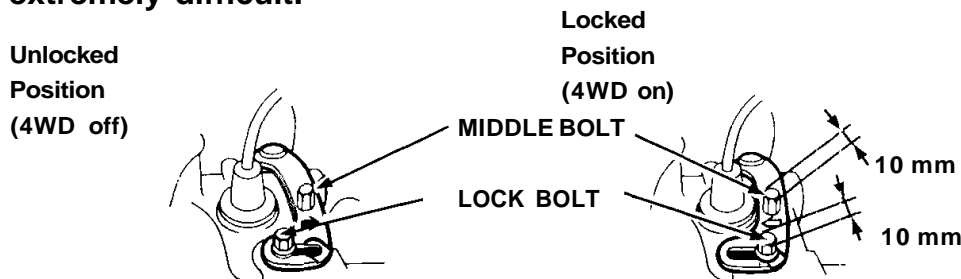 extremely difficult.
Unlocked
Position
(4WD off)
Locked
Position
(4WD on)
MIDDLE BOLT
10 mm
LOCK BOLT
10 mm